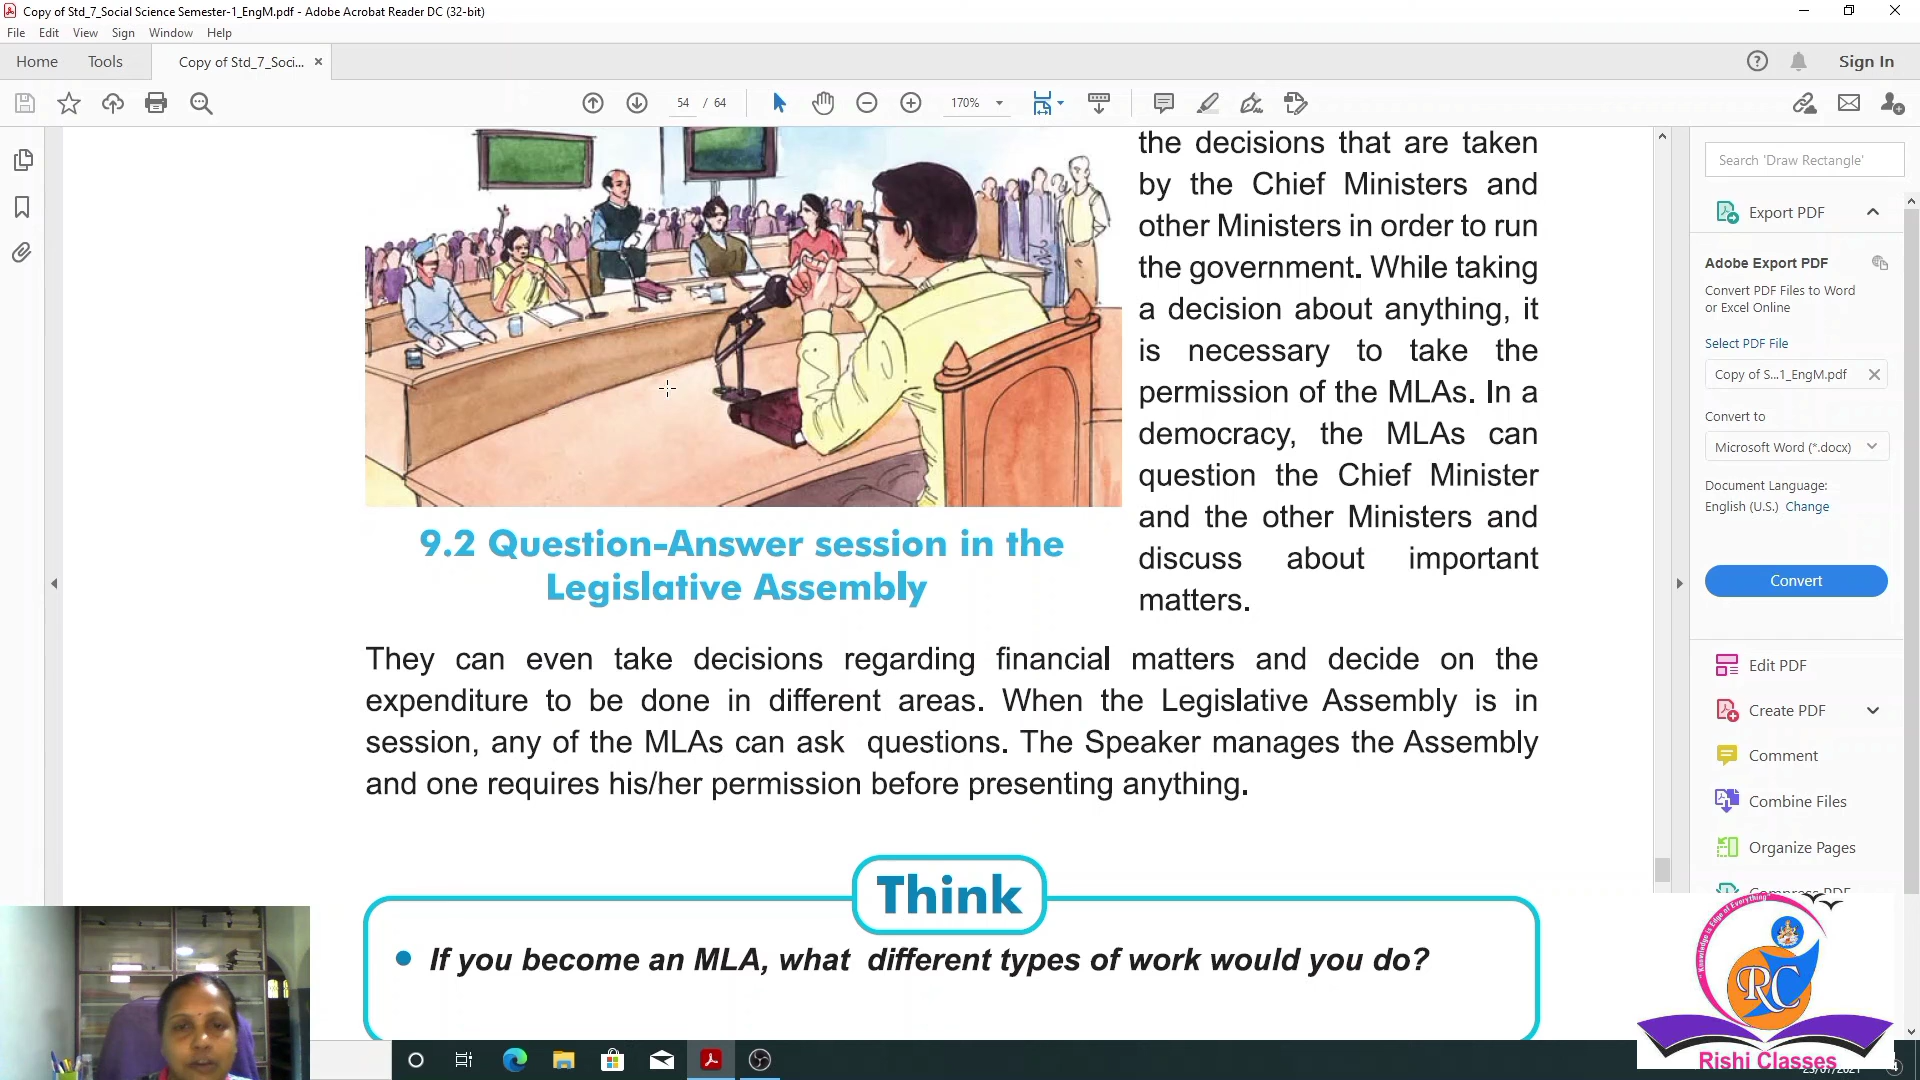 Copy of Std_7_Social Science Semester-1_EngM.pdf - Adobe Acrobat Reader DC (32-bit)
File Edit View Sign Window Help
Home Tools Copy of Std_7_Soci... Sign In
54 / 64 170%
the decisions that are taken
by the Chief Ministers and
other Ministers in order to run
the government. While taking
a decision about anything, it
is necessary to take the
permission of the MLAs. In a
democracy, the MLAs can
question the Chief Minister
and the other Ministers and
discuss about important
matters.
9.2 Question-Answer session in the
Legislative Assembly
They can even take decisions regarding financial matters and decide on the
expenditure to be done in different areas. When the Legislative Assembly is in
session, any of the MLAs can ask questions. The Speaker manages the Assembly
and one requires his/her permission before presenting anything.
Think
• If you become an MLA, what different types of work would you do?
Search 'Draw Rectangle'
Export PDF
Adobe Export PDF
Convert PDF Files to Word
or Excel Online
Select PDF File
Copy of S...1_EngM.pdf
Convert to
Microsoft Word (*.docx)
Document Language:
English (U.S.) Change
Convert
Edit PDF
Create PDF
Comment
Combine Files
Organize Pages
Compress PDF
"Knowledge is Edge of Everything"
RC
Rishi Classes